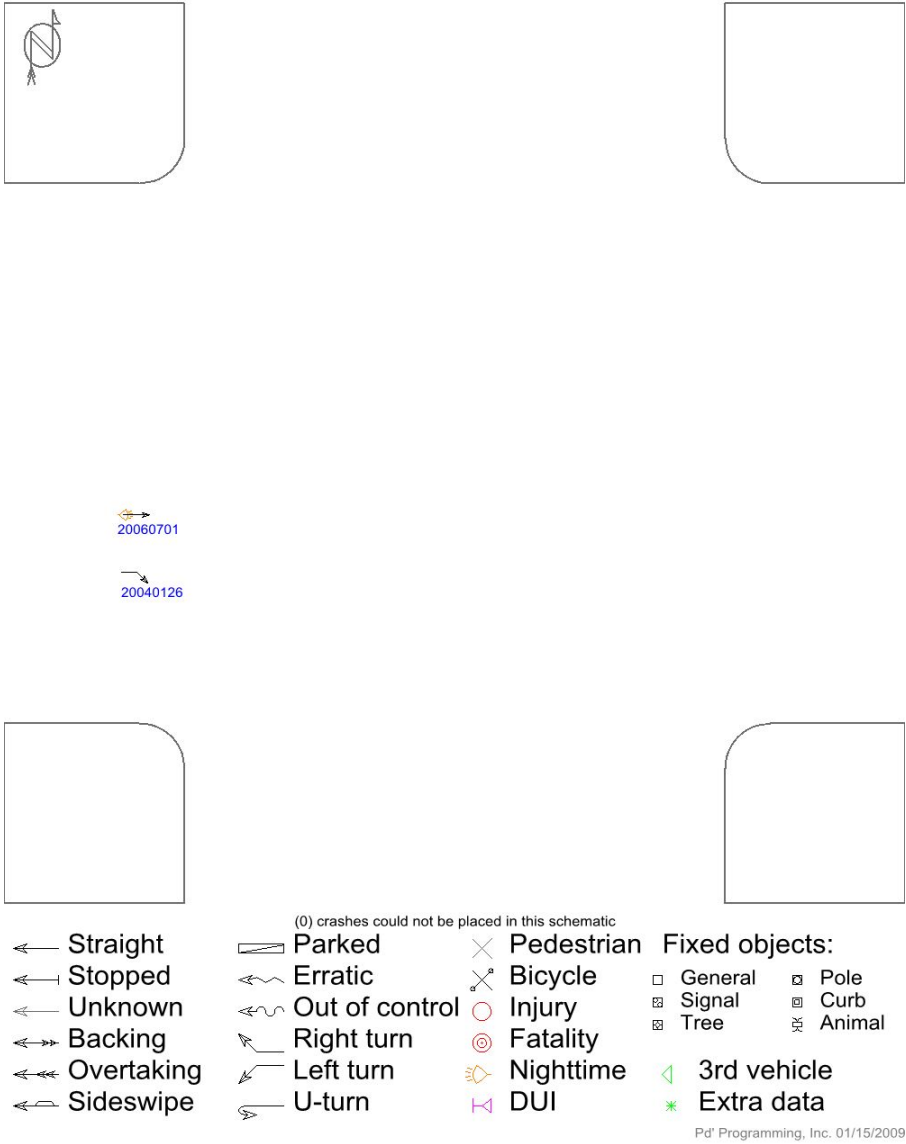 N
20060701
20040126
(0) crashes could not be placed in this schematic
Straight Parked Pedestrian Fixed objects:
Stopped Erratic Bicycle General Pole
Unknown Out of control Injury Signal Curb
Backing Right turn Fatality Tree Animal
Overtaking Left turn Nighttime 3rd vehicle
Sideswipe U-turn DUI Extra data
Pd' Programming, Inc. 01/15/2009